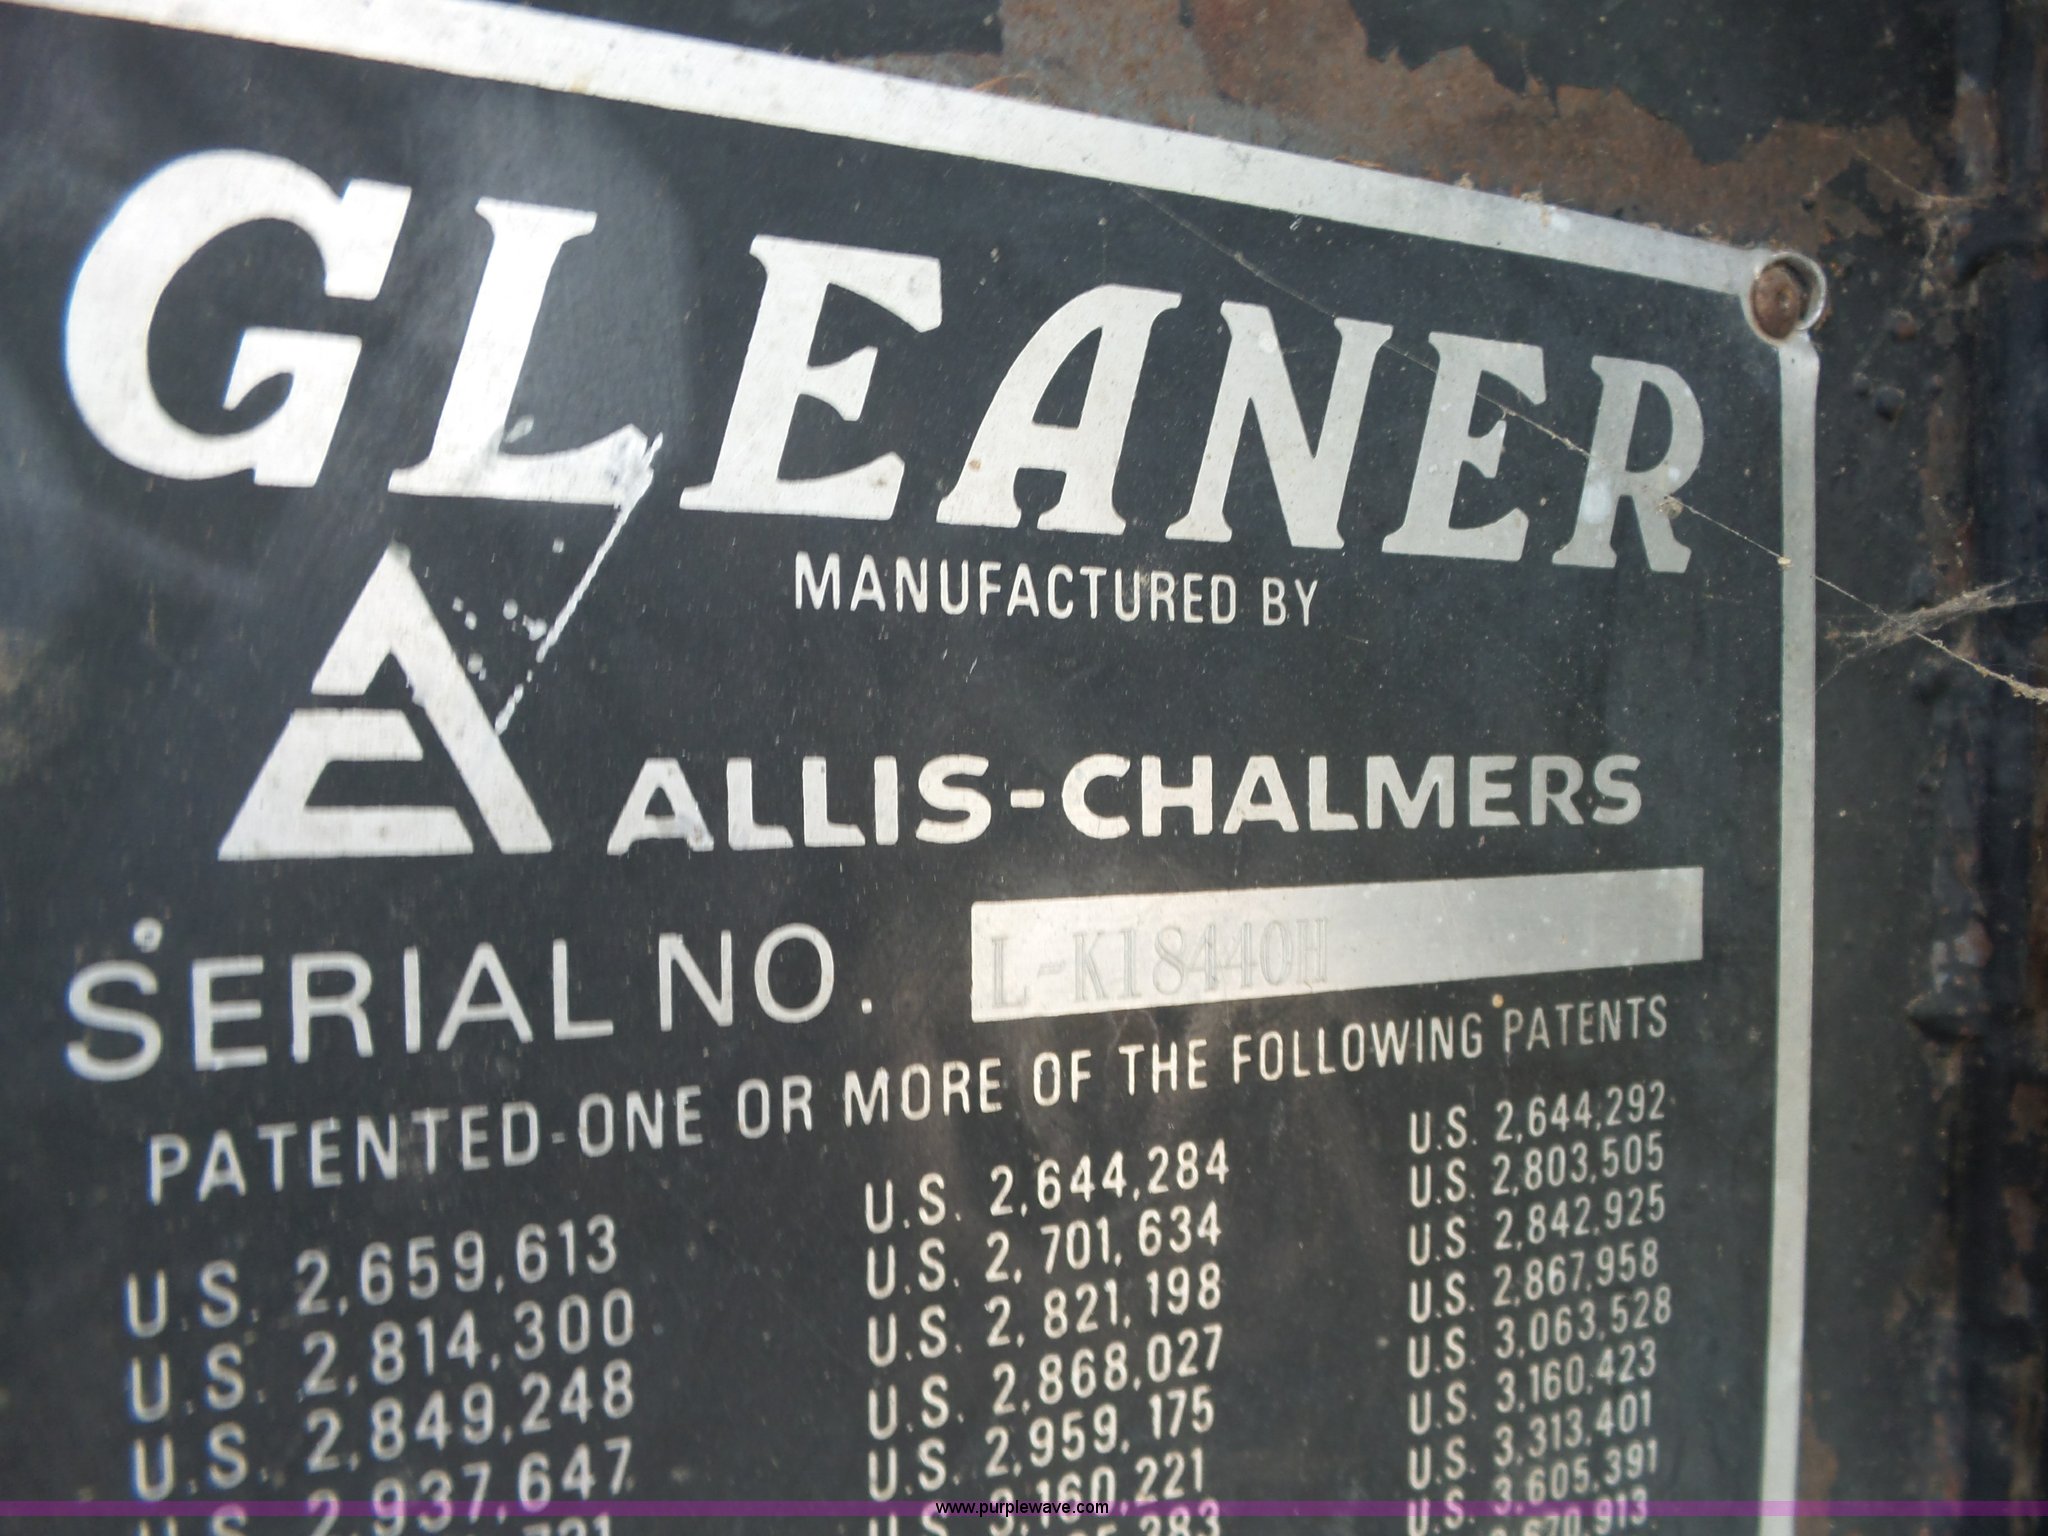 GLEANER
MANUFACTURED BY
ALLIS-CHALMERS
SERIAL NO. L-K18440H
PATENTED-ONE OR MORE OF THE FOLLOWING PATENTS
U.S. 2,659,613 U.S. 2,644,284 U.S. 2,644,292
U.S. 2,814,300 U.S. 2,701,634 U.S. 2,803,505
U.S. 2,849,248 U.S. 2,821,198 U.S. 2,842,925
U.S. 2,937,647 U.S. 2,868,027 U.S. 2,867,958
U.S. 2,959,175 U.S. 3,063,528
U.S. 3,160,221 U.S. 3,160,423
U.S. 3,313,401
U.S. 3,605,391
www.purplewave.com